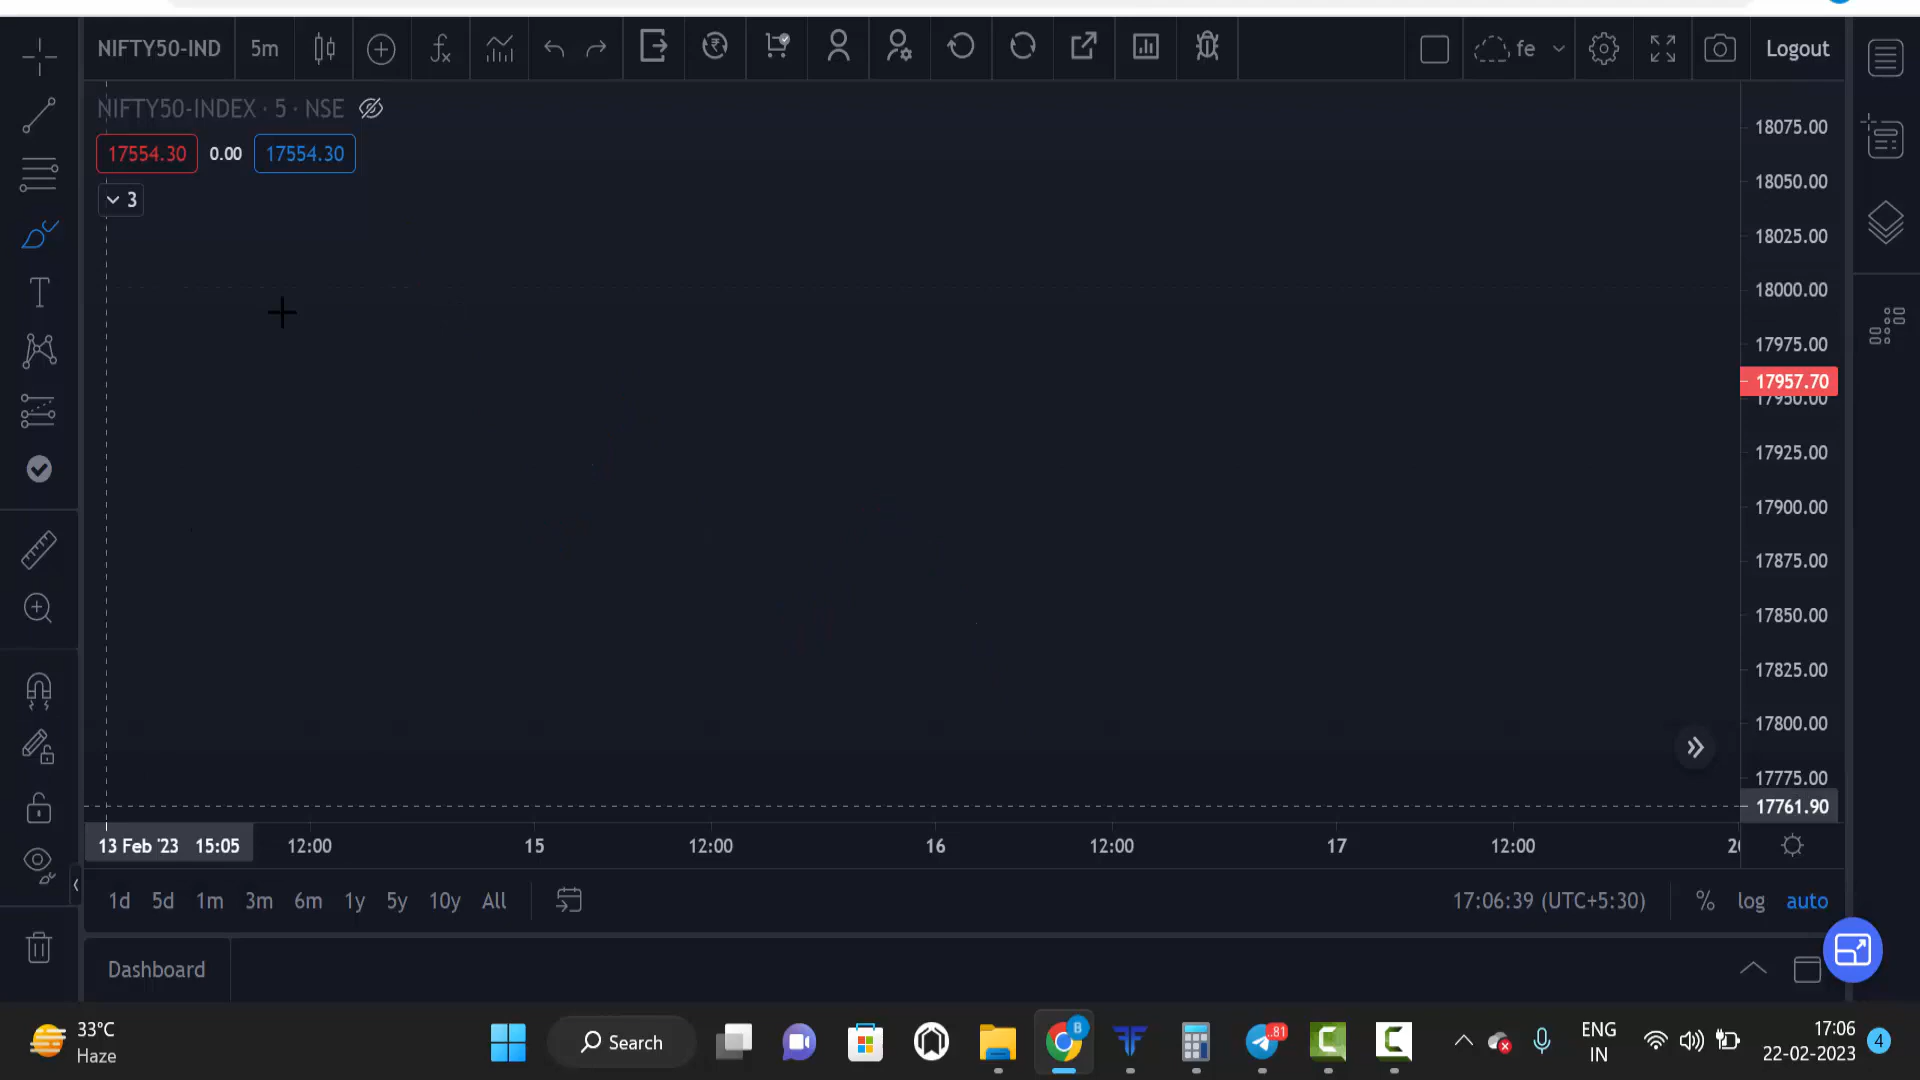 NIFTY50-IND 5m fe Logout
NIFTY50-INDEX · 5 · NSE
17554.30 0.00 17554.30
3
18075.00
18050.00
18025.00
18000.00
17975.00
17957.70
17950.00
17925.00
17900.00
17875.00
17850.00
17825.00
17800.00
17775.00
17761.90
13 Feb '23 15:05 12:00 15 12:00 16 12:00 17 12:00
1d 5d 1m 3m 6m 1y 5y 10y All 17:06:39 (UTC+5:30) % log auto
Dashboard
33°C
Haze
Search
B
81
ENG
IN
17:06
22-02-2023
4